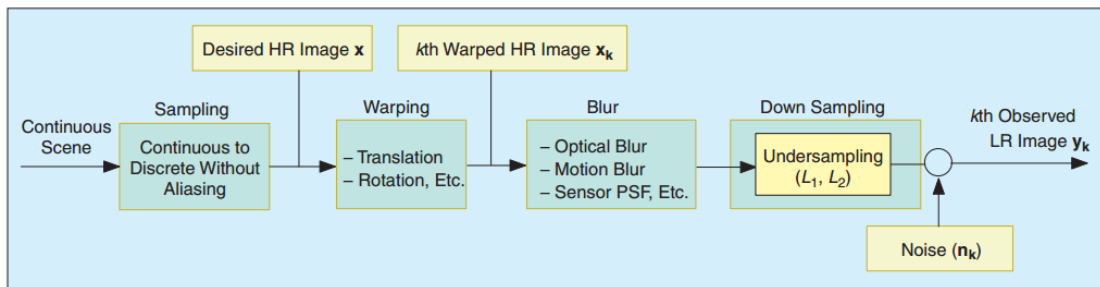 Desired HR Image x
kth Warped HR Image xk
Continuous
Scene
Sampling
Continuous to
Discrete Without
Aliasing
Warping
– Translation
– Rotation, Etc.
Blur
– Optical Blur
– Motion Blur
– Sensor PSF, Etc.
Down Sampling
Undersampling
(L1, L2)
kth Observed
LR Image yk
Noise (nk)